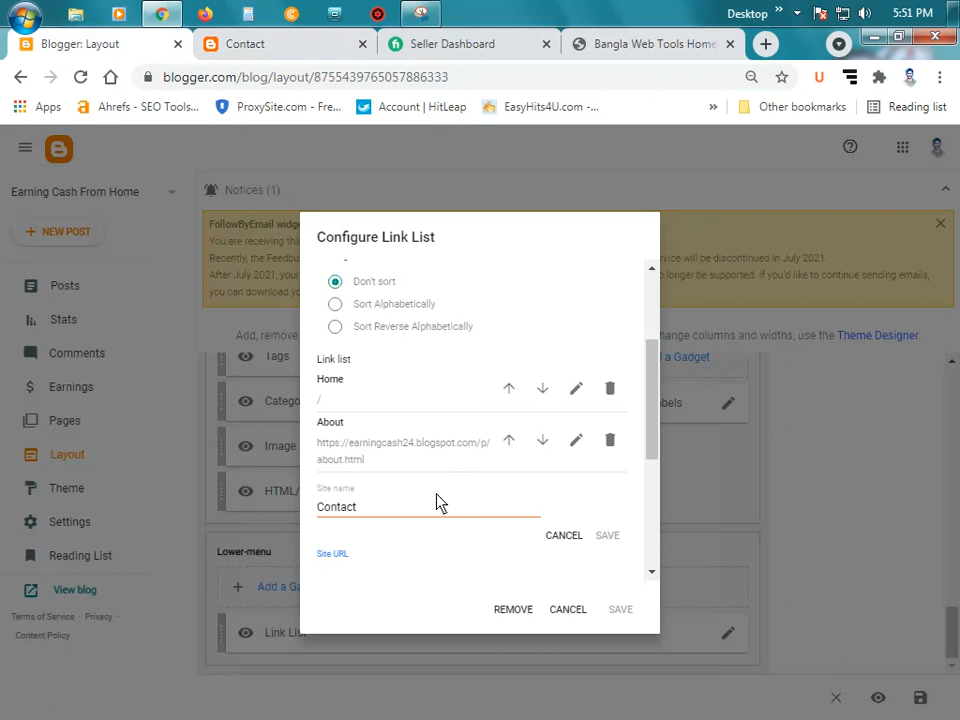 Desktop
5:51 PM
Blogger: Layout
Contact
Seller Dashboard
Bangla Web Tools Home
blogger.com/blog/layout/8755439765057886333
Apps
Ahrefs - SEO Tools...
ProxySite.com - Fre...
Account | HitLeap
EasyHits4U.com -...
Other bookmarks
Reading list
Earning Cash From Home
NEW POST
Posts
Stats
Comments
Earnings
Pages
Layout
Theme
Settings
Reading List
View blog
Terms of Service · Privacy ·
Content Policy
Notices (1)
FollowByEmail widg
You are receiving thi
Recently, the Feedbu
After July 2021, your
you can download yo
vice will be discontinued in July 2021.
longer be supported. If you'd like to continue sending emails,
Add, remove
hange columns and widths, use the Theme Designer.
Tags
a Gadget
Catego
abels
Image
HTML/
Lower-menu
Add a Ga
Link List
Configure Link List
Don't sort
Sort Alphabetically
Sort Reverse Alphabetically
Link list
Home
/
About
https://earningcash24.blogspot.com/p/
about.html
Site name
Contact
CANCEL SAVE
Site URL
REMOVE CANCEL SAVE